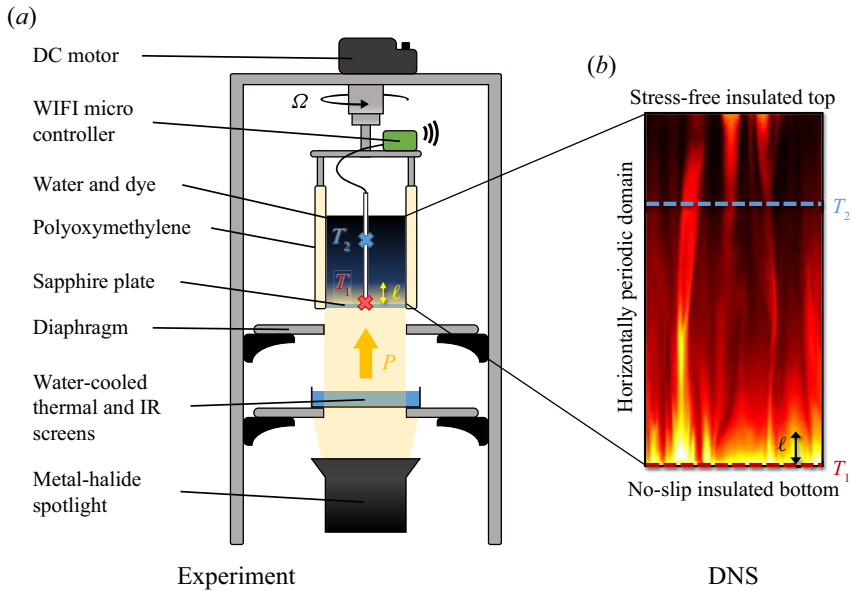 (a)
DC motor
WIFI micro
controller
Water and dye
Polyoxymethylene
Sapphire plate
Diaphragm
Water-cooled
thermal and IR
screens
Metal-halide
spotlight
Ω
T2
T1
ℓ
P
Experiment
(b)
Stress-free insulated top
Horizontally periodic domain
T2
ℓ
T1
No-slip insulated bottom
DNS